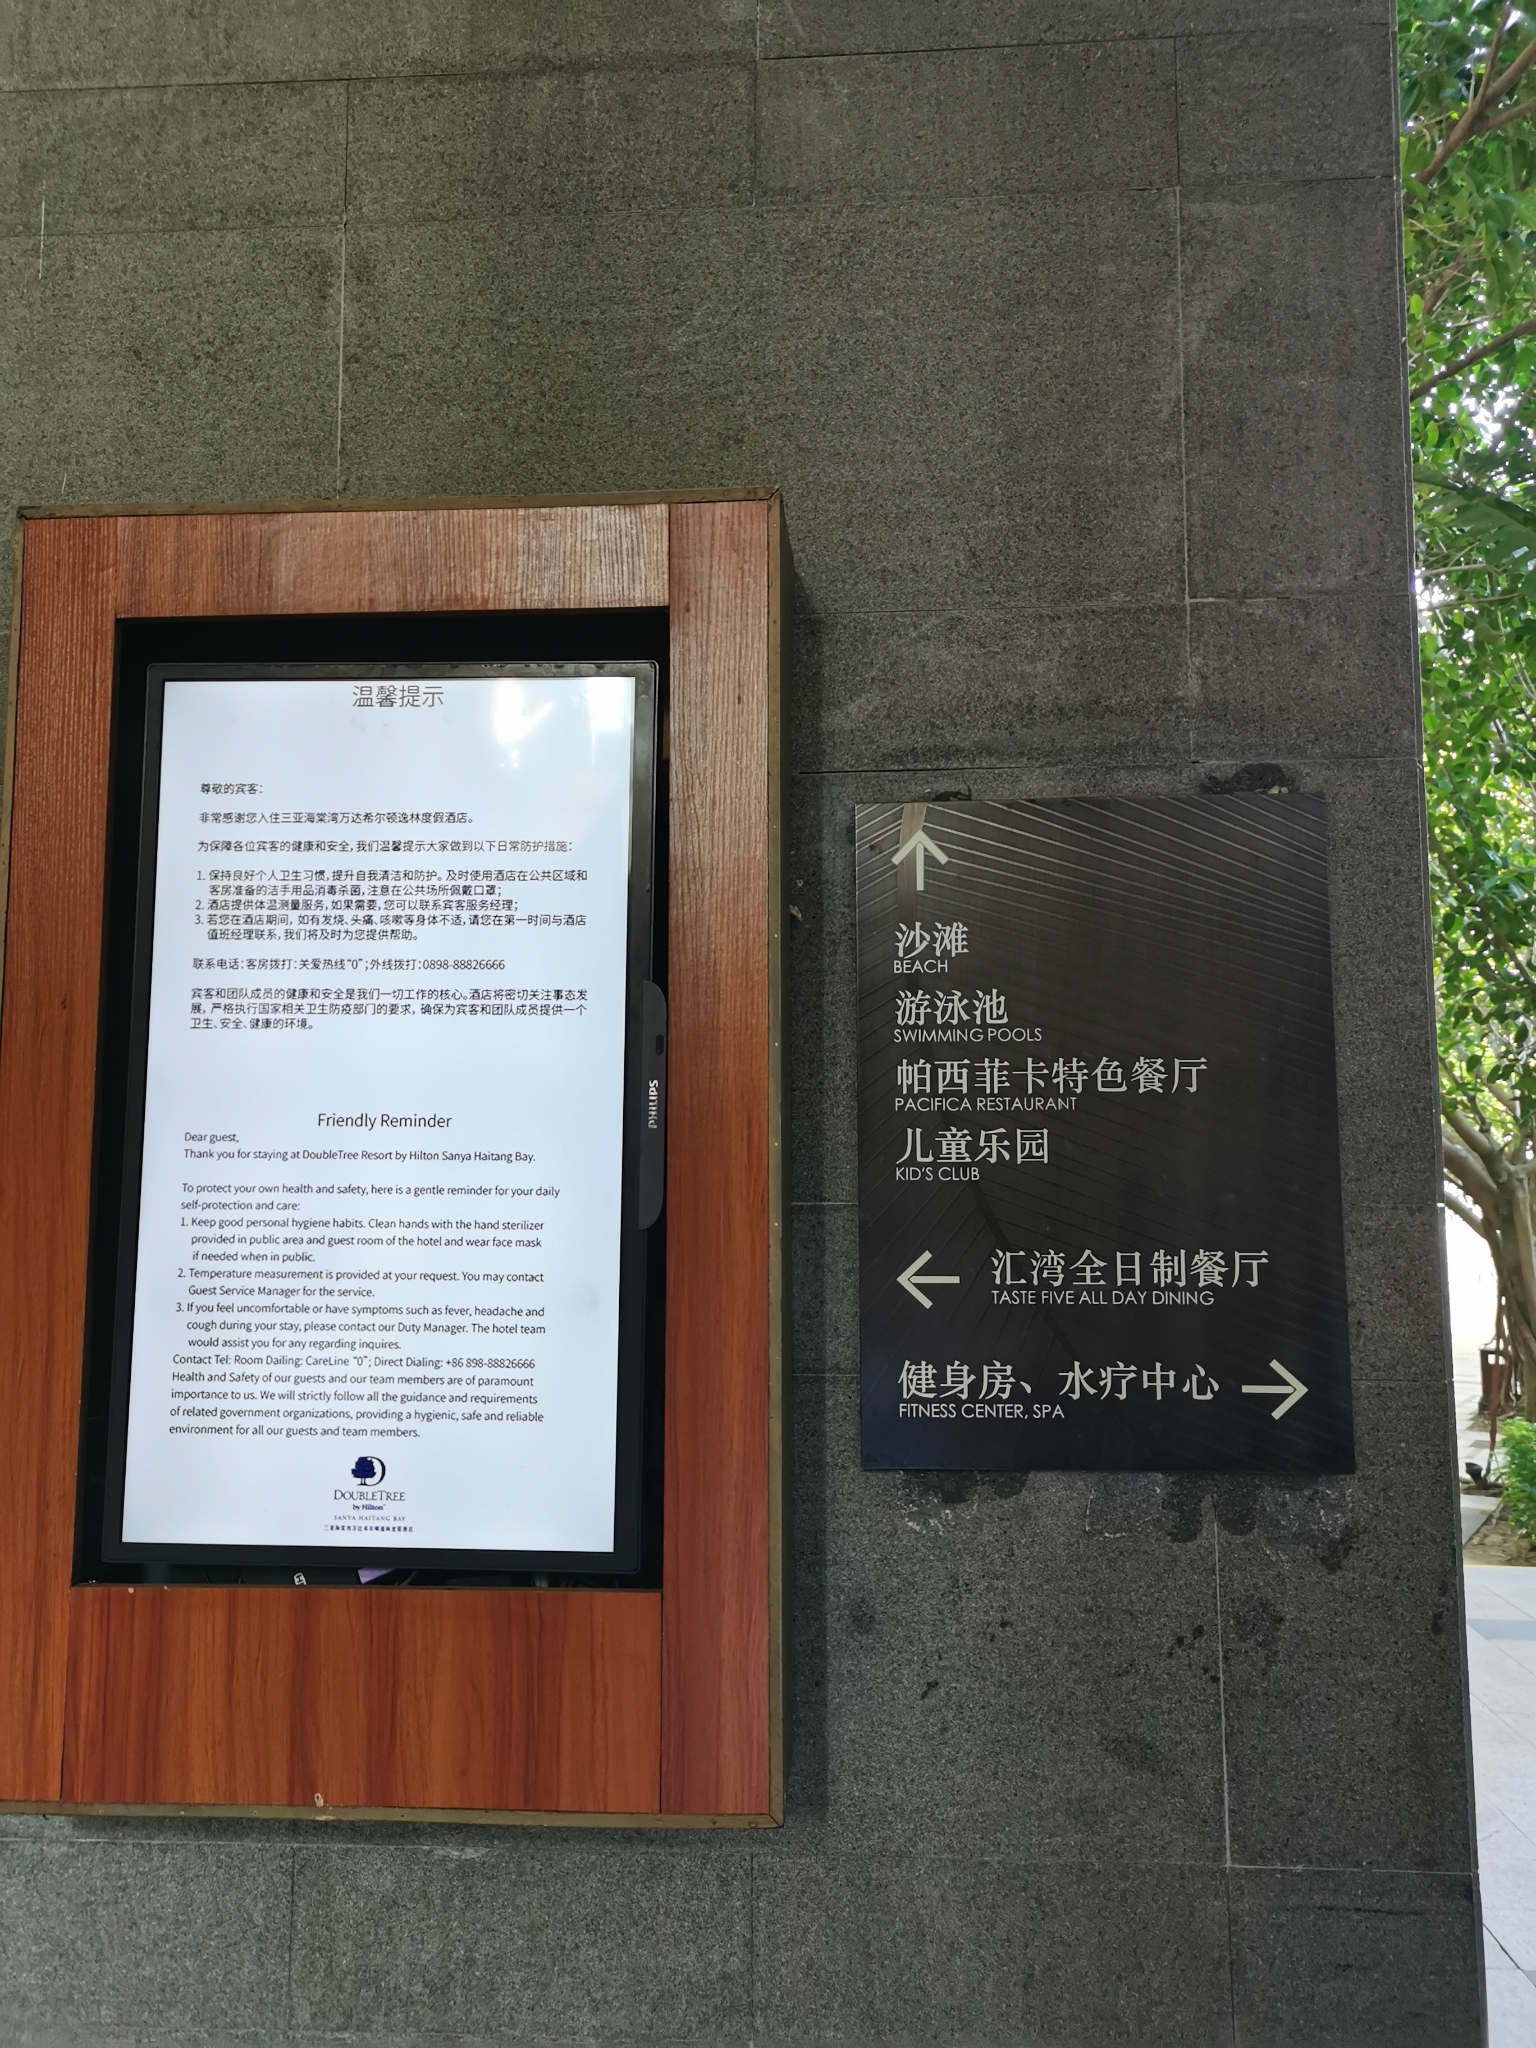 温馨提示
尊敬的宾客：
非常感谢您入住三亚海棠湾万达希尔顿逸林度假酒店。
为保障各位宾客的健康和安全，我们温馨提示大家做到以下日常防护措施：
1. 保持良好个人卫生习惯，提升自我清洁和防护。及时使用酒店在公共区域和
客房准备的洁手用品消毒杀菌，注意在公共场所佩戴口罩；
2. 酒店提供体温测量服务，如果需要，您可以联系宾客服务经理；
3. 若您在酒店期间，如有发烧、头痛、咳嗽等身体不适，请您在第一时间与酒店
值班经理联系，我们将及时为您提供帮助。
联系电话：客房拨打：关爱热线“0”；外线拨打：0898-88826666
宾客和团队成员的健康和安全是我们一切工作的核心。酒店将密切关注事态发
展，严格执行国家相关卫生防疫部门的要求，确保为宾客和团队成员提供一个
卫生、安全、健康的环境。
Friendly Reminder
Dear guest,
Thank you for staying at DoubleTree Resort by Hilton Sanya Haitang Bay.
To protect your own health and safety, here is a gentle reminder for your daily
self-protection and care:
1. Keep good personal hygiene habits. Clean hands with the hand sterilizer
provided in public area and guest room of the hotel and wear face mask
if needed when in public.
2. Temperature measurement is provided at your request. You may contact
Guest Service Manager for the service.
3. If you feel uncomfortable or have symptoms such as fever, headache and
cough during your stay, please contact our Duty Manager. The hotel team
would assist you for any regarding inquires.
Contact Tel: Room Dailing: CareLine “0”; Direct Dialing: +86 898-88826666
Health and Safety of our guests and our team members are of paramount
importance to us. We will strictly follow all the guidance and requirements
of related government organizations, providing a hygienic, safe and reliable
environment for all our guests and team members.
D
DOUBLETREE
by Hilton
SANYA HAITANG BAY
三亚海棠湾万达希尔顿逸林度假酒店
PHILIPS
沙滩
BEACH
游泳池
SWIMMING POOLS
帕西菲卡特色餐厅
PACIFICA RESTAURANT
儿童乐园
KID'S CLUB
汇湾全日制餐厅
TASTE FIVE ALL DAY DINING
健身房、水疗中心
FITNESS CENTER, SPA